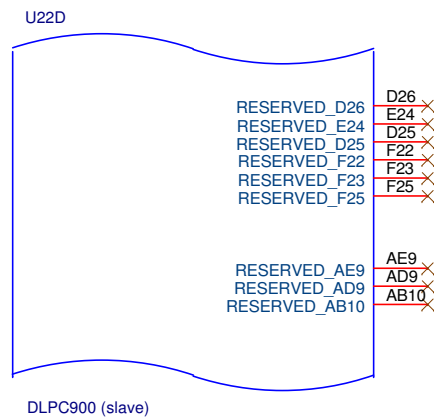 U22D
RESERVED_D26 D26
RESERVED_E24 E24
RESERVED_D25 D25
RESERVED_F22 F22
RESERVED_F23 F23
RESERVED_F25 F25
RESERVED_AE9 AE9
RESERVED_AD9 AD9
RESERVED_AB10 AB10
DLPC900 (slave)